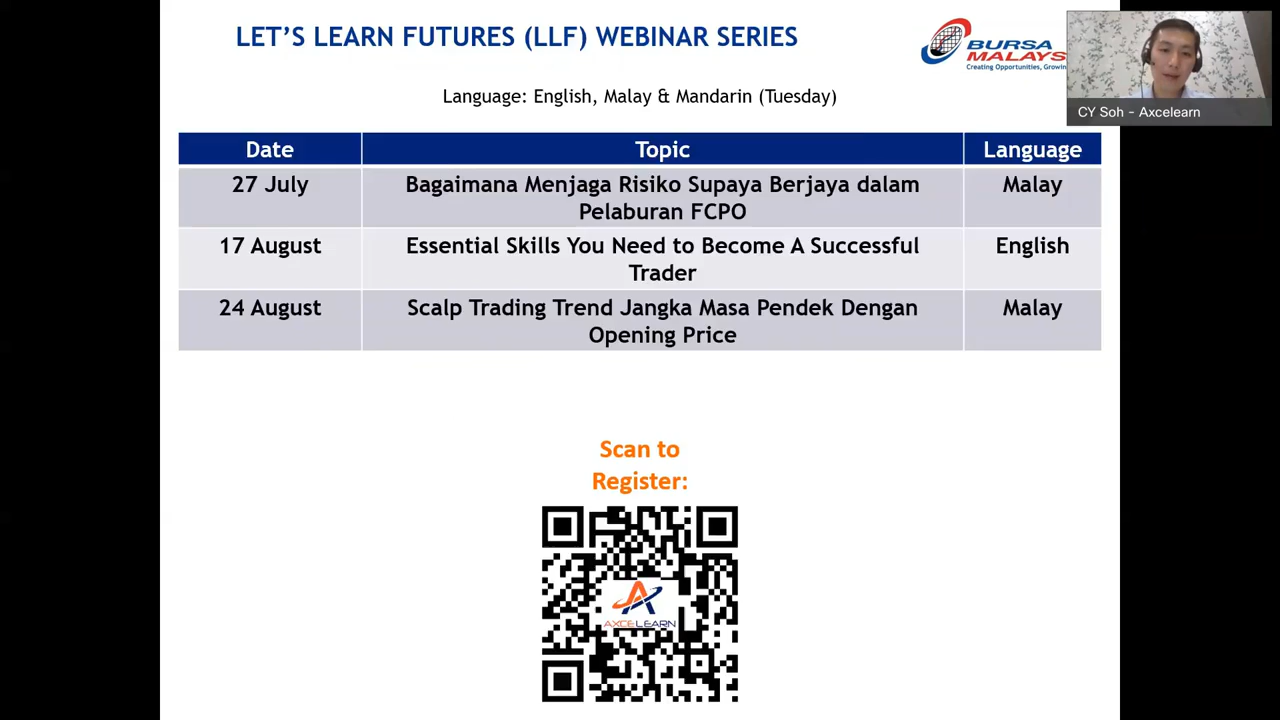 LET’S LEARN FUTURES (LLF) WEBINAR SERIES
BURSA
MALAYS
Creating Opportunities, Growin
CY Soh - Axcelearn
Language: English, Malay & Mandarin (Tuesday)
Date Topic Language
27 July Bagaimana Menjaga Risiko Supaya Berjaya dalam Malay
Pelaburan FCPO
17 August Essential Skills You Need to Become A Successful English
Trader
24 August Scalp Trading Trend Jangka Masa Pendek Dengan Malay
Opening Price
Scan to
Register:
AXCELEARN